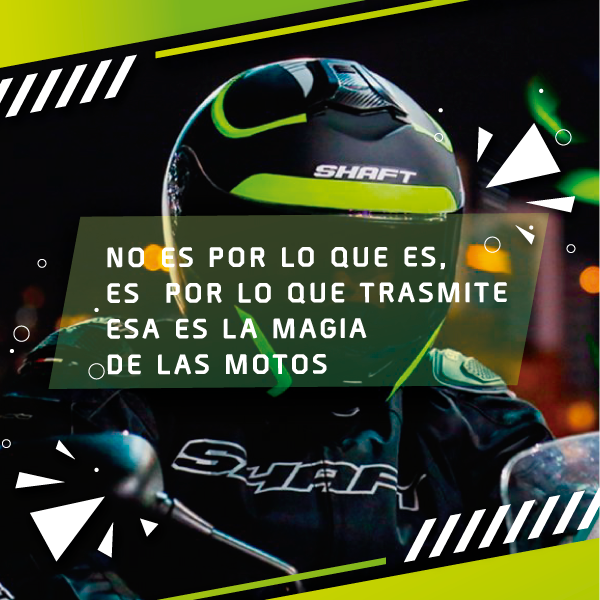 SHAFT
NO ES POR LO QUE ES,
ES POR LO QUE TRASMITE
ESA ES LA MAGIA
DE LAS MOTOS
SHAFT